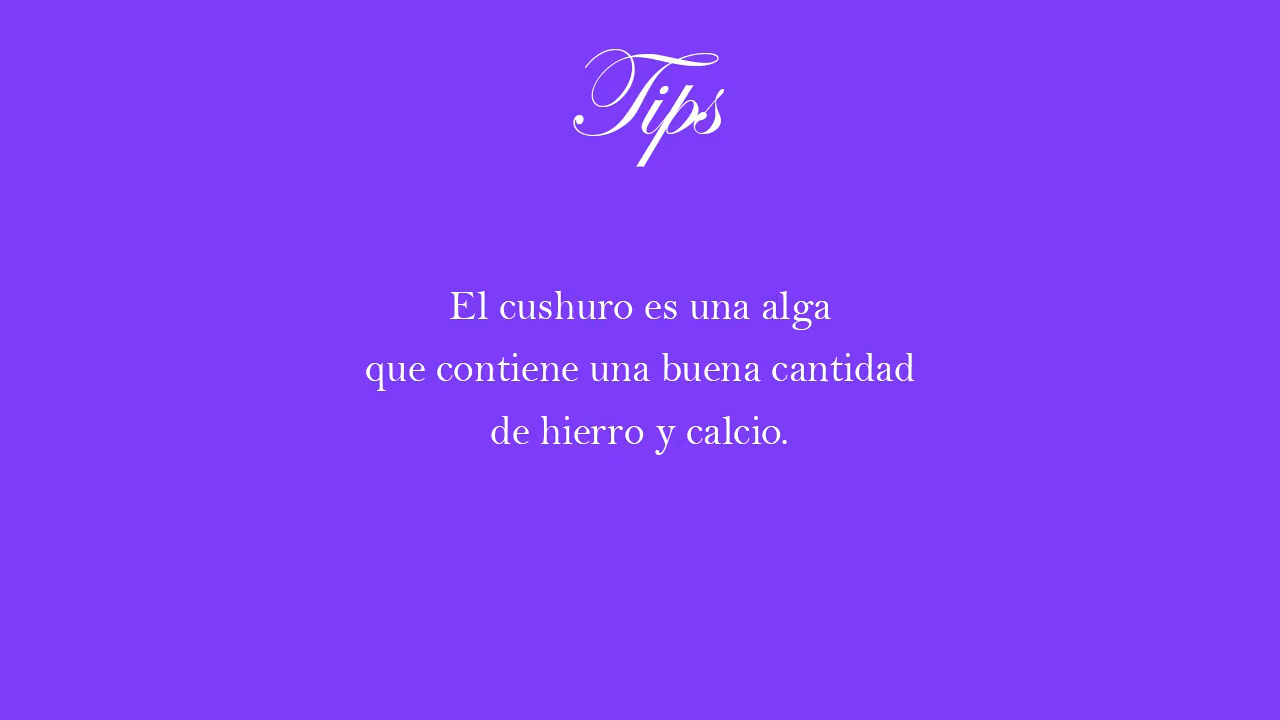 Tips
El cushuro es una alga
que contiene una buena cantidad
de hierro y calcio.